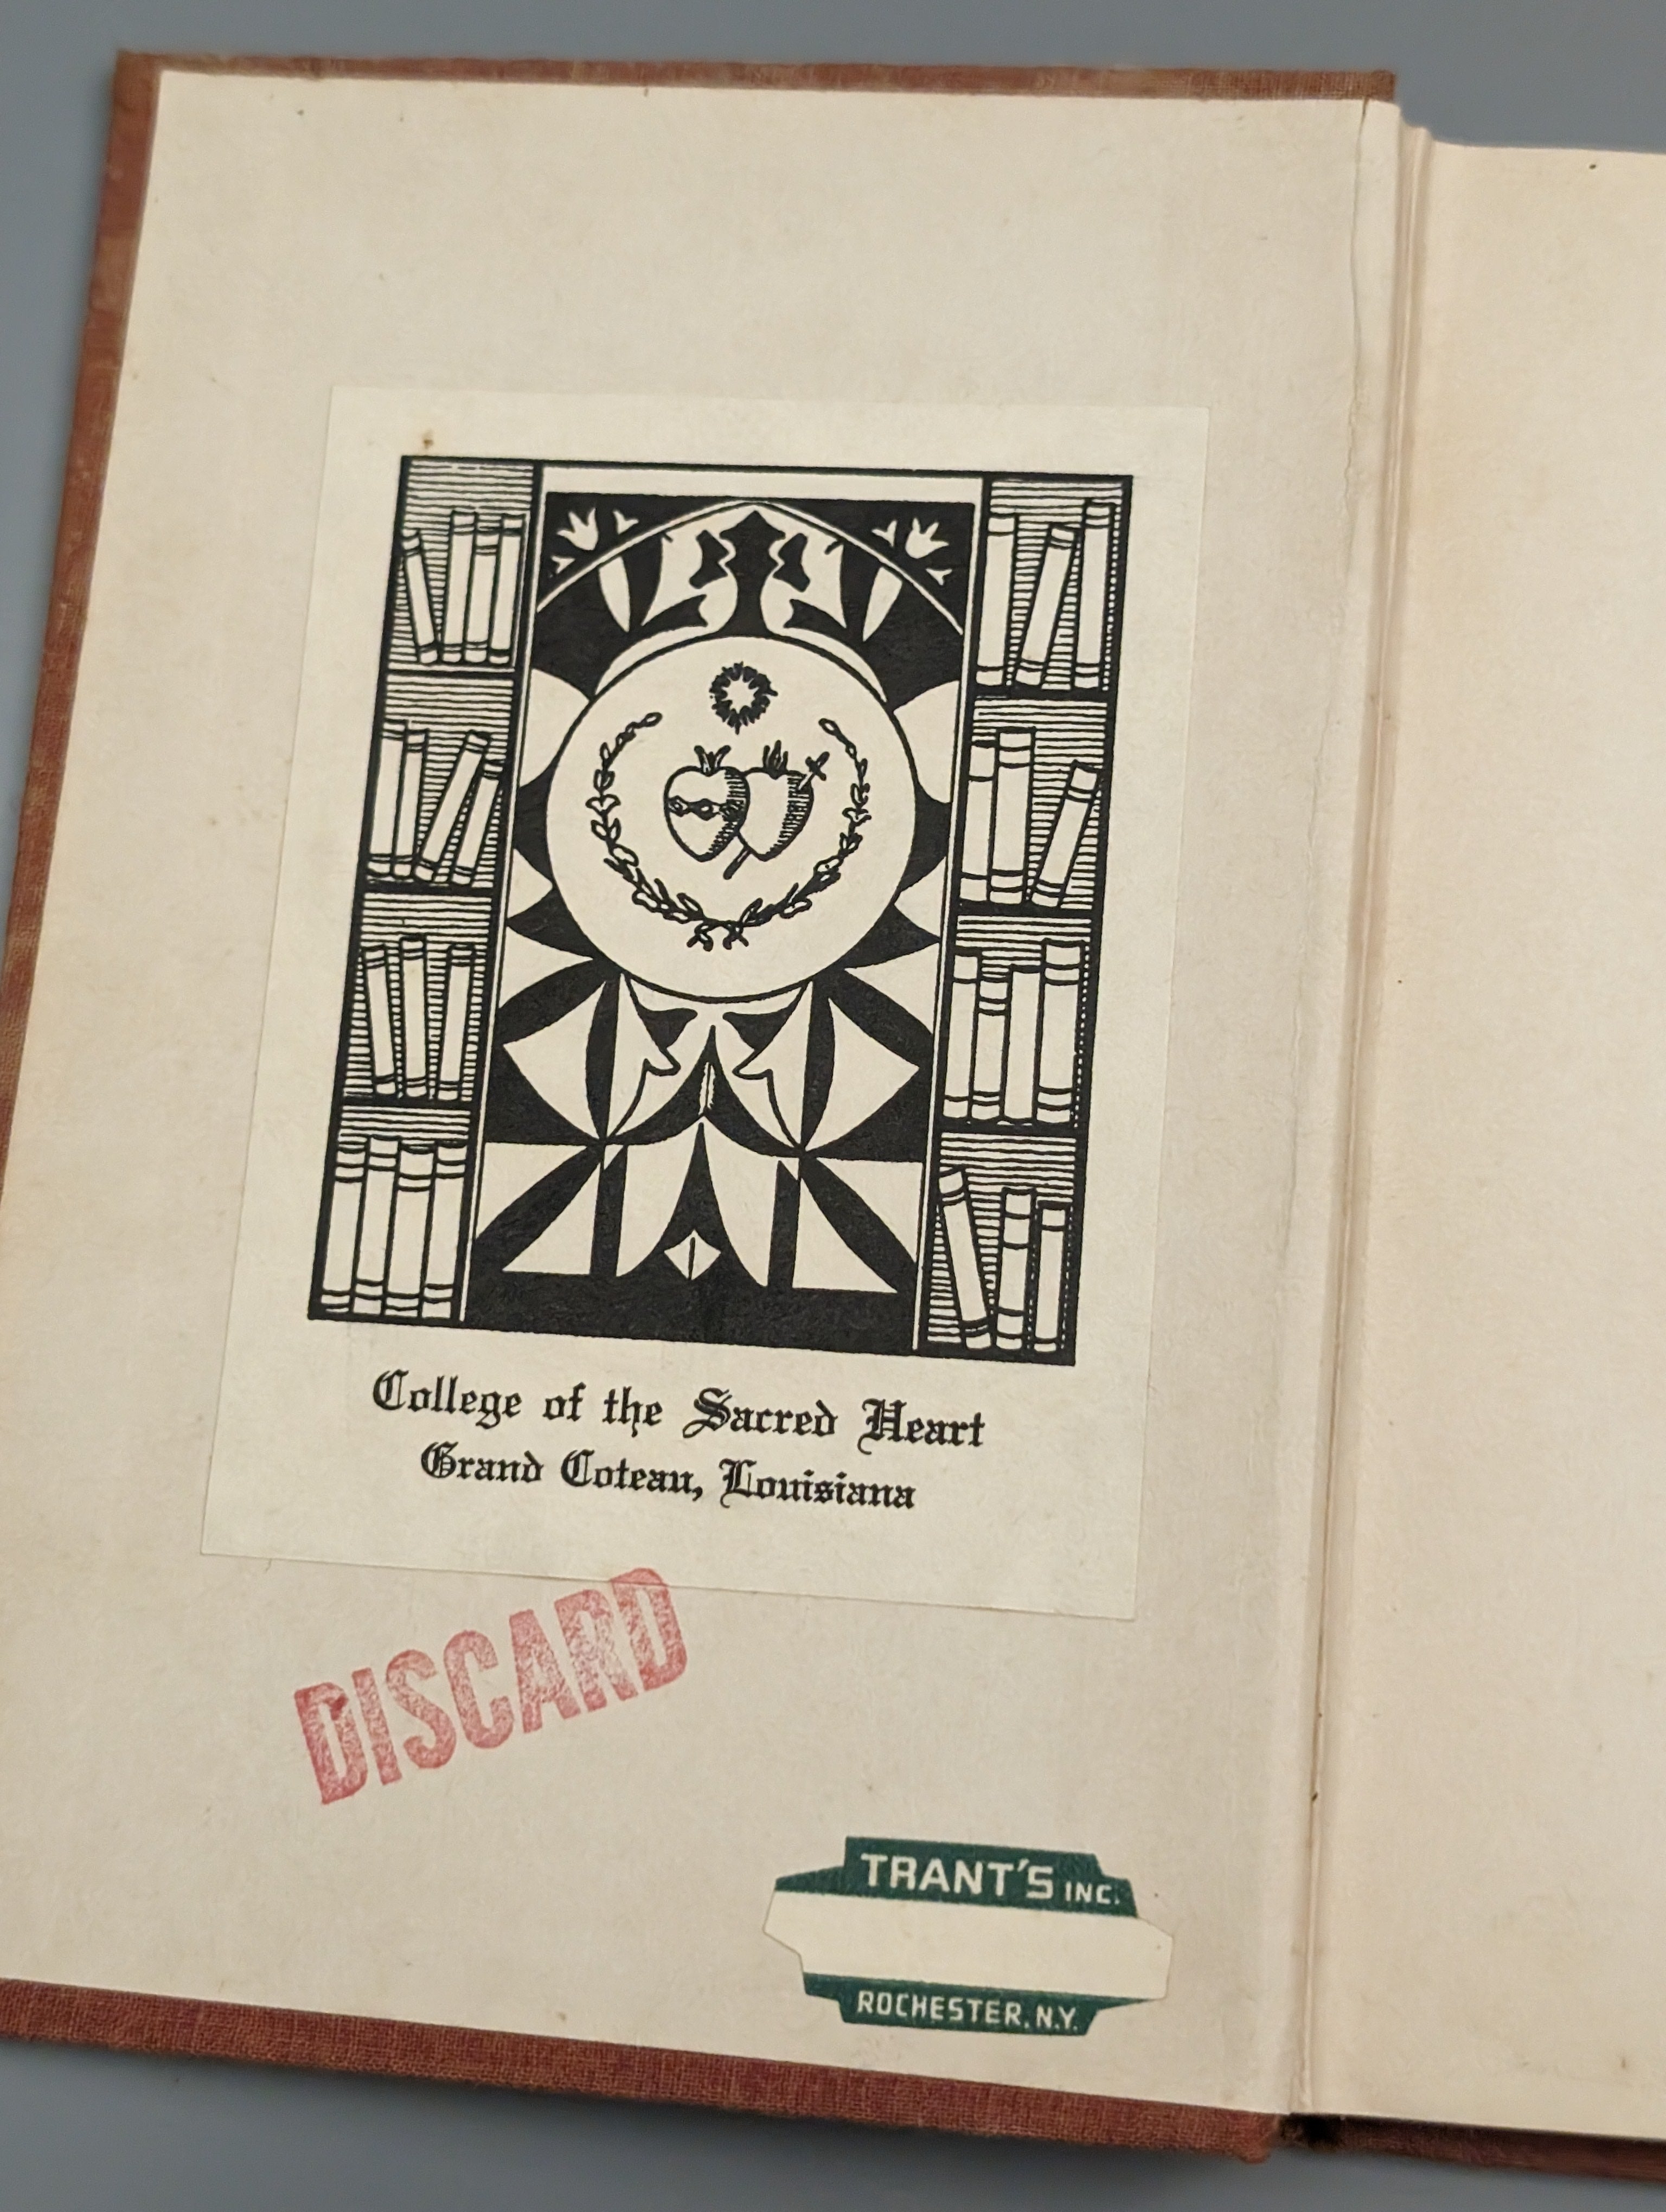 College of the Sacred Heart
Grand Coteau, Louisiana
DISCARD
TRANT'S INC.
ROCHESTER, N.Y.